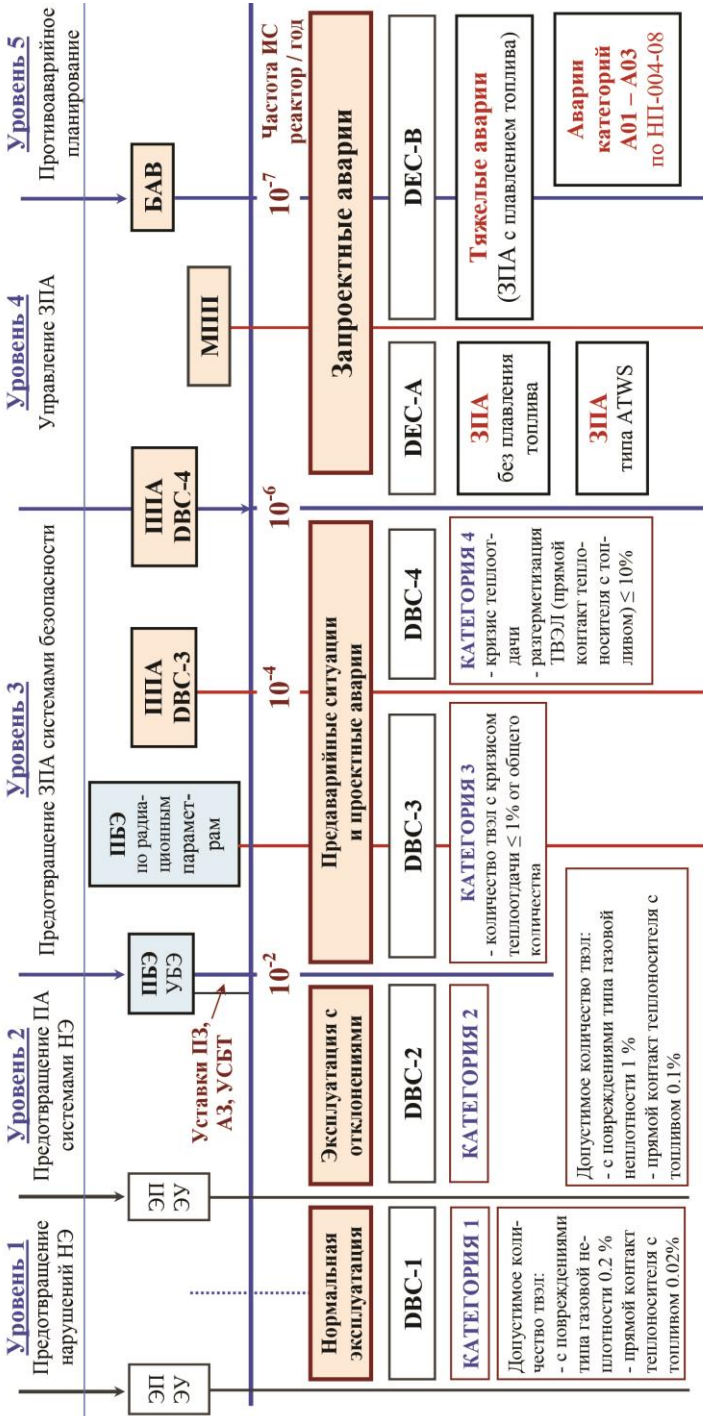 Уровень 1
Предотвращение
нарушений НЭ
Уровень 2
Предотвращение ПА
системами НЭ
Уровень 3
Предотвращение ЗПА системами безопасности
Уровень 4
Управление ЗПА
Уровень 5
Противоаварийное
планирование
ЭП
ЭУ
ЭП
ЭУ
ПБЭ
УБЭ
ПБЭ
по радиа-
ционным
парамет-
рам
ППА
DBC-3
ППА
DBC-4
МПП
БАВ
Уставки ПЗ,
АЗ, УСБТ
10-2
10-4
10-6
10-7
Частота ИС
реактор / год
Нормальная
эксплуатация
Эксплуатация с
отклонениями
Предаварийные ситуации
и проектные аварии
Запроектные аварии
DBC-1
DBC-2
DBC-3
DBC-4
DEC-A
DEC-B
КАТЕГОРИЯ 1
Допустимое коли-
чество твэл:
- с повреждениями
типа газовой не-
плотности 0.2 %
- прямой контакт
теплоносителя с
топливом 0.02%
КАТЕГОРИЯ 2
Допустимое количество твэл:
- с повреждениями типа газовой
неплотности 1 %
- прямой контакт теплоносителя с
топливом 0.1%
КАТЕГОРИЯ 3
- количество твэл с кризисом
теплоотдачи ≤ 1% от общего
количества
КАТЕГОРИЯ 4
- кризис теплоот-
дачи
- разгерметизация
ТВЭЛ (прямой
контакт тепло-
носителя с топ-
ливом) ≤ 10%
ЗПА
без плавления
топлива
ЗПА
типа ATWS
Тяжелые аварии
(ЗПА с плавлением топлива)
Аварии
категорий
А01 – А03
по НП-004-08